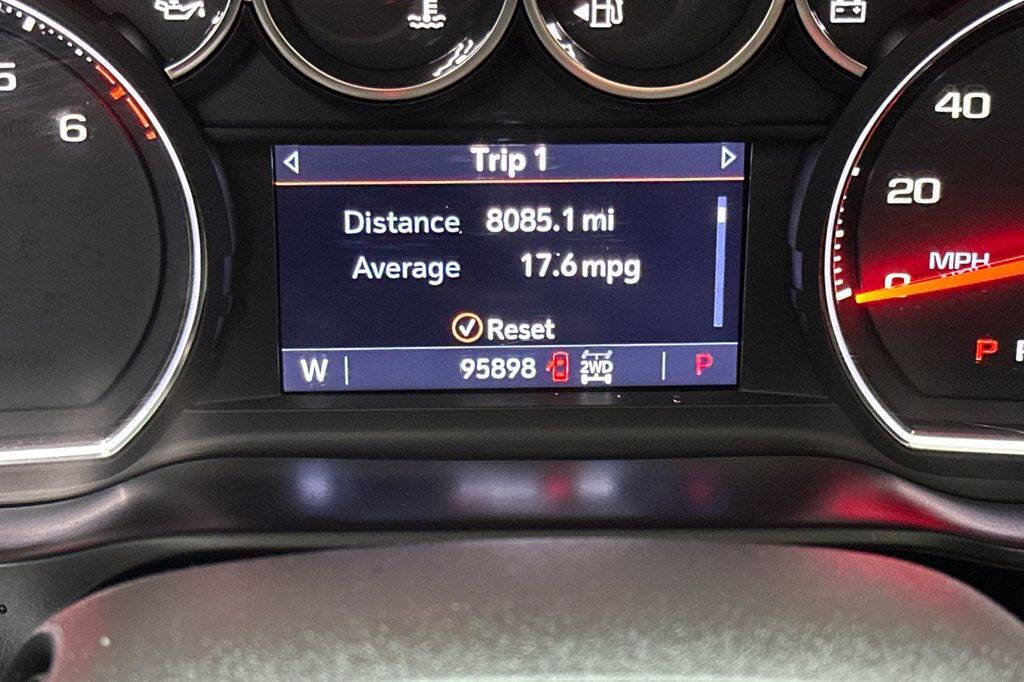 5
6
40
20
0
MPH
P
Trip 1
Distance 8085.1 mi
Average 17.6 mpg
Reset
W 95898 2WD P